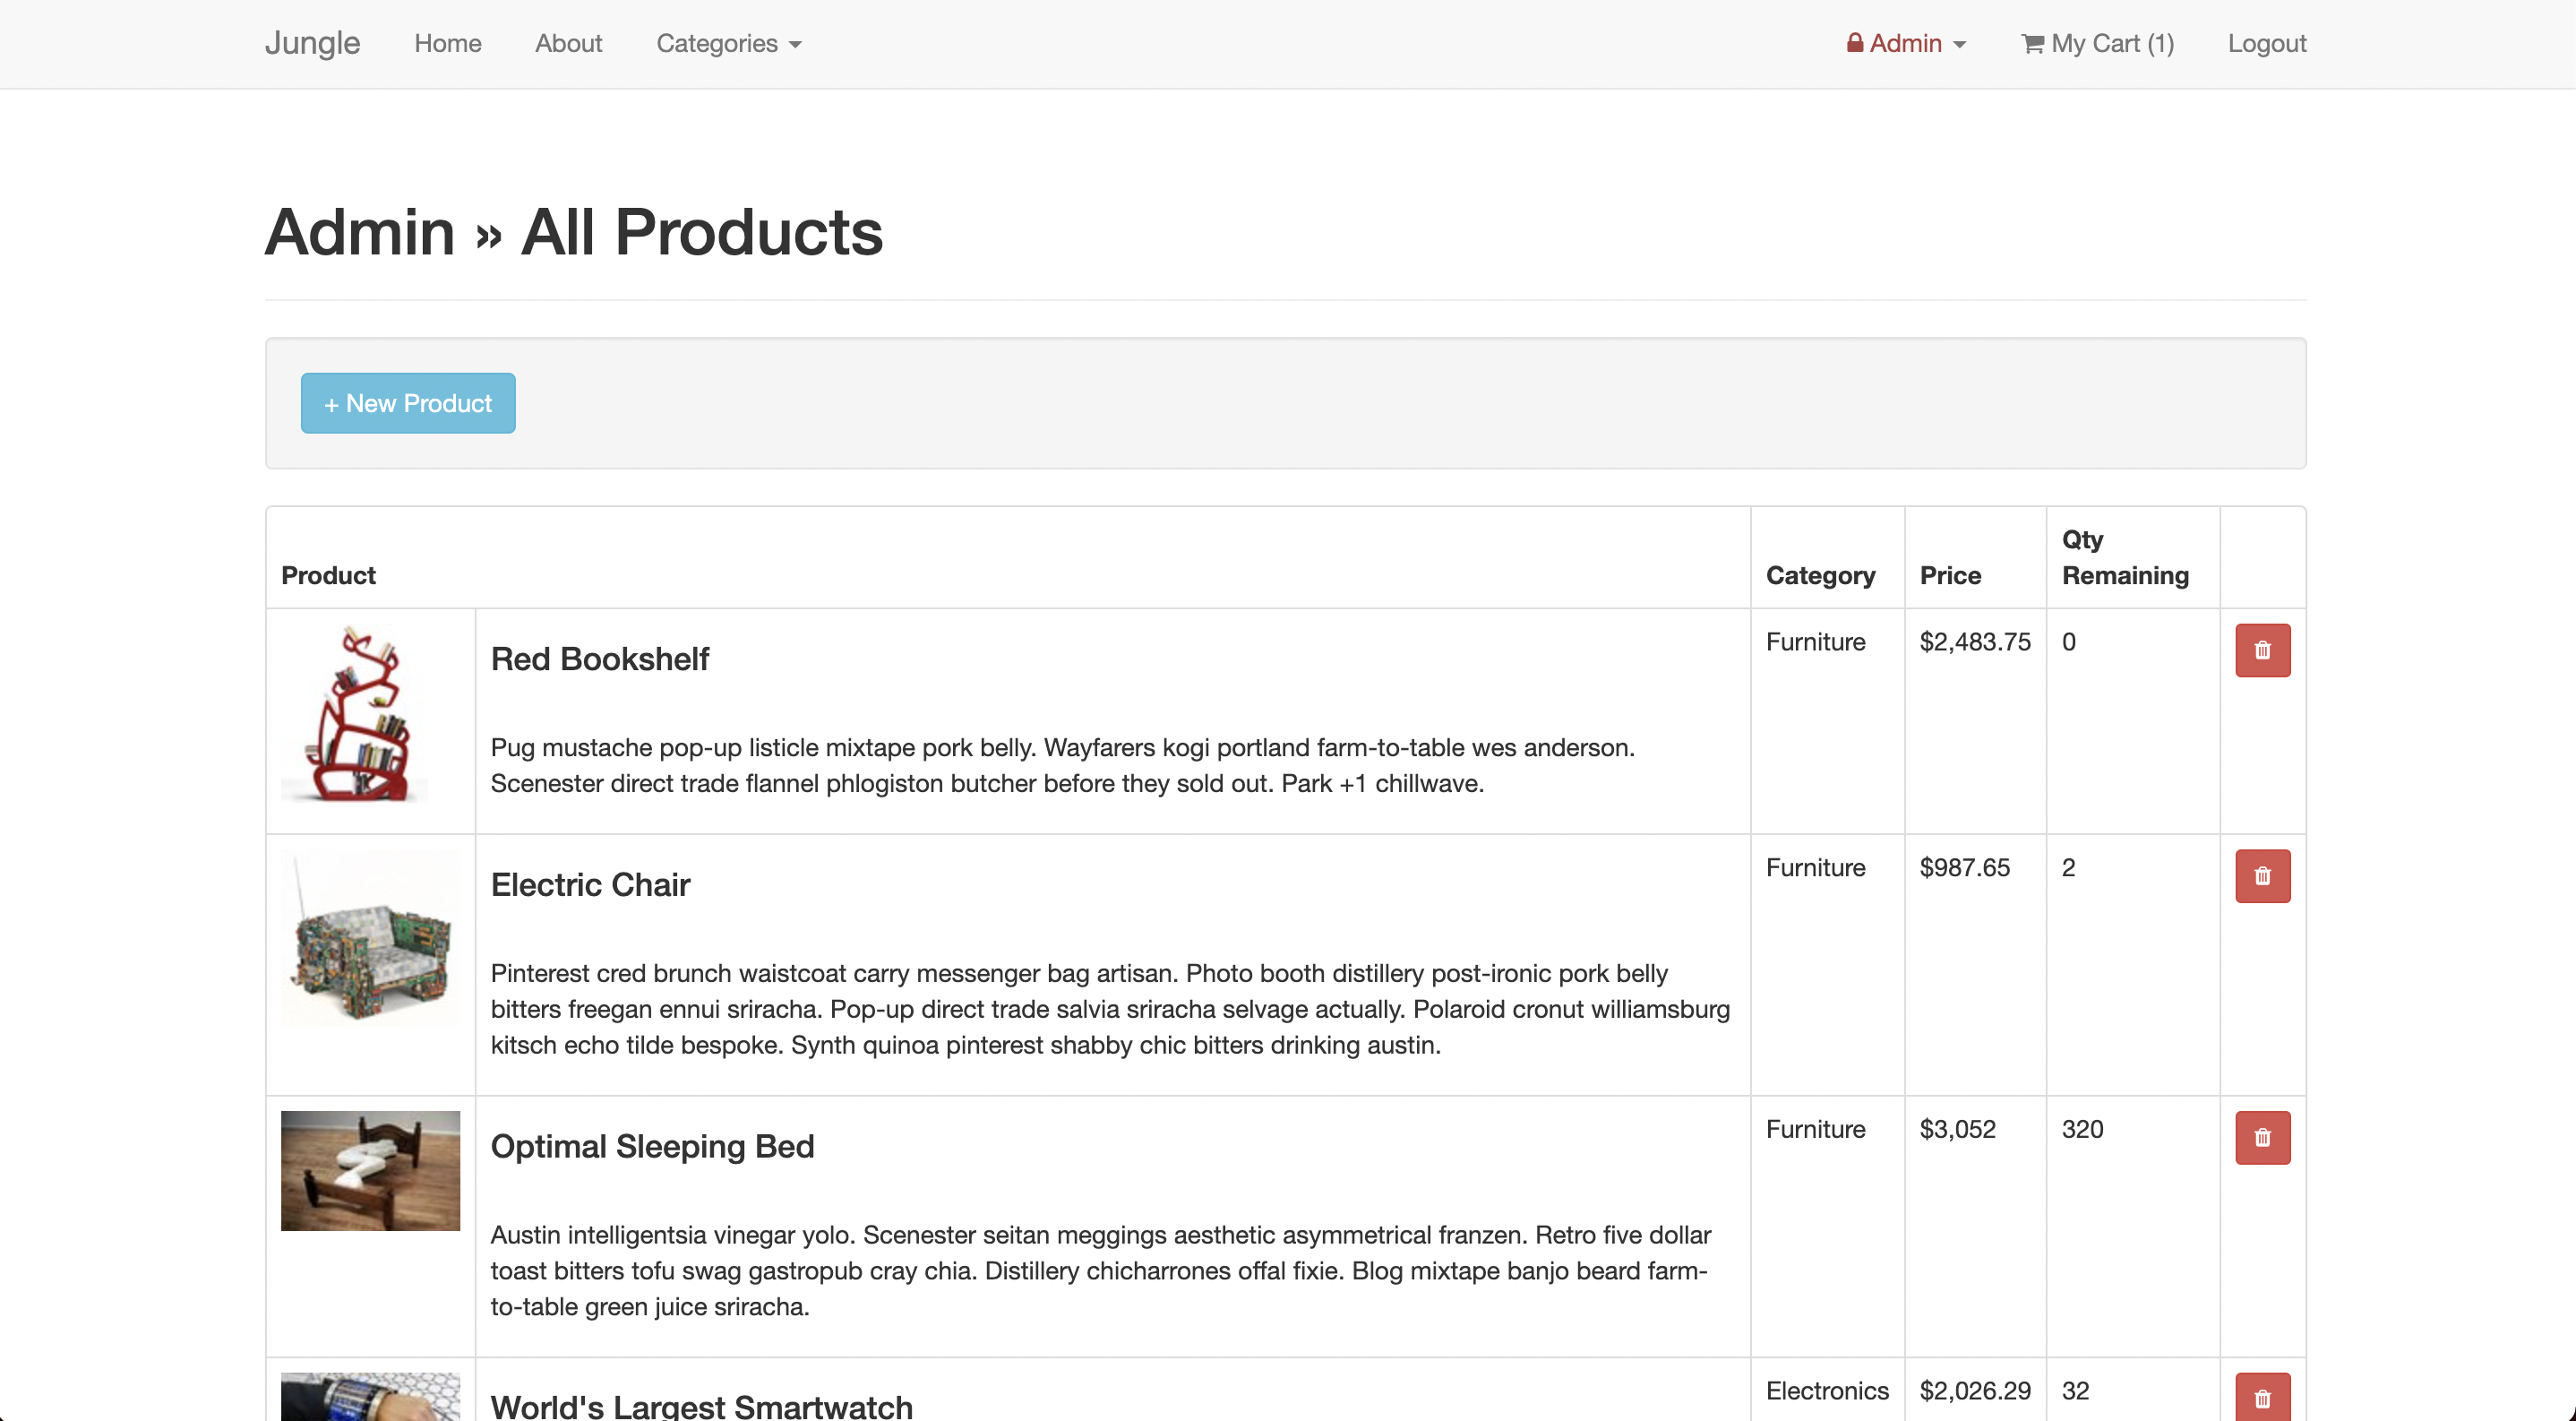 Jungle Home About Categories Admin My Cart (1) Logout
Admin » All Products
+ New Product
Product Category Price Qty Remaining
Red Bookshelf Furniture $2,483.75 0
Pug mustache pop-up listicle mixtape pork belly. Wayfarers kogi portland farm-to-table wes anderson.
Scenester direct trade flannel phlogiston butcher before they sold out. Park +1 chillwave.
Electric Chair Furniture $987.65 2
Pinterest cred brunch waistcoat carry messenger bag artisan. Photo booth distillery post-ironic pork belly
bitters freegan ennui sriracha. Pop-up direct trade salvia sriracha selvage actually. Polaroid cronut williamsburg
kitsch echo tilde bespoke. Synth quinoa pinterest shabby chic bitters drinking austin.
Optimal Sleeping Bed Furniture $3,052 320
Austin intelligentsia vinegar yolo. Scenester seitan meggings aesthetic asymmetrical franzen. Retro five dollar
toast bitters tofu swag gastropub cray chia. Distillery chicharrones offal fixie. Blog mixtape banjo beard farm-
to-table green juice sriracha.
World's Largest Smartwatch Electronics $2,026.29 32